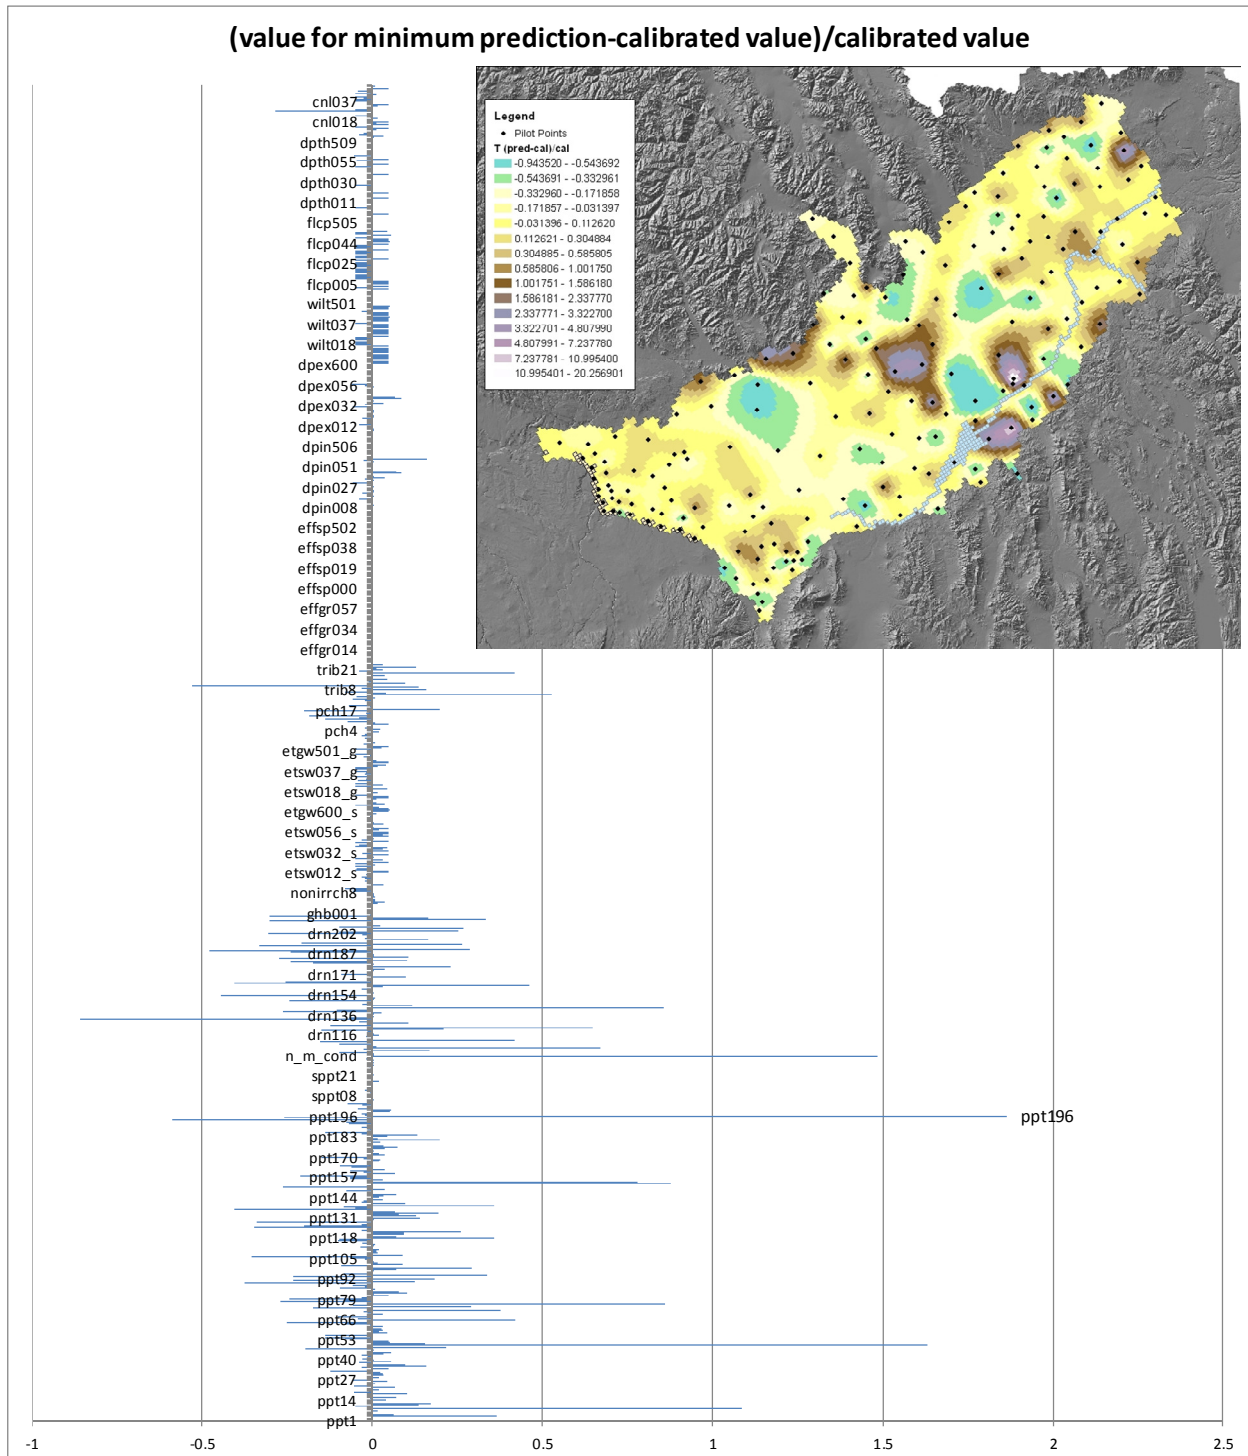 (value for minimum prediction-calibrated value)/calibrated value
Legend
Pilot Points
T (pred-cal)/cal
-0.943520 - -0.543692
-0.543691 - -0.332961
-0.332960 - -0.171858
-0.171857 - -0.031397
-0.031396 - 0.112620
0.112621 - 0.304884
0.304885 - 0.585805
0.585806 - 1.001750
1.001751 - 1.586180
1.586181 - 2.337770
2.337771 - 3.322700
3.322701 - 4.807990
4.807991 - 7.237780
7.237781 - 10.995400
10.995401 - 20.256901
cnl037
cnl018
dpth509
dpth055
dpth030
dpth011
flcp505
flcp044
flcp025
flcp005
wilt501
wilt037
wilt018
dpex600
dpex056
dpex032
dpex012
dpin506
dpin051
dpin027
dpin008
effsp502
effsp038
effsp019
effsp000
effgr057
effgr034
effgr014
trib21
trib8
pch17
pch4
etgw501_g
etsw037_g
etsw018_g
etgw600_s
etsw056_s
etsw032_s
etsw012_s
nonirrch8
ghb001
drn202
drn187
drn171
drn154
drn136
drn116
n_m_cond
sppt21
sppt08
ppt196
ppt196
ppt183
ppt170
ppt157
ppt144
ppt131
ppt118
ppt105
ppt92
ppt79
ppt66
ppt53
ppt40
ppt27
ppt14
ppt1
-1 -0.5 0 0.5 1 1.5 2 2.5